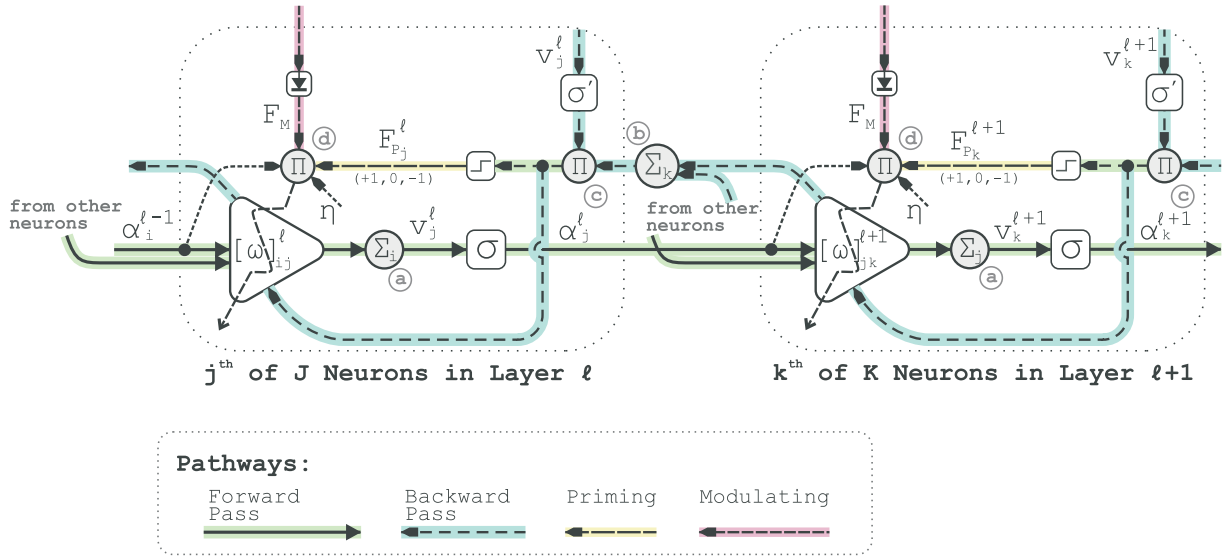 v_j^ℓ
v_k^{ℓ+1}
σ′
σ′
F_M
F_M
d
b
d
F_{P_j}^ℓ
F_{P_k}^{ℓ+1}
Π
Π
Σ_k
Π
Π
(+1,0,-1)
(+1,0,-1)
c
c
from other
neurons
η
from other
neurons
η
α_i^{ℓ-1}
[ω]_{ij}^ℓ
Σ_i
v_j^ℓ
σ
α_j^ℓ
[ω]_{jk}^{ℓ+1}
Σ_j
v_k^{ℓ+1}
σ
α_k^{ℓ+1}
a
a
j^{th} of J Neurons in Layer ℓ
k^{th} of K Neurons in Layer ℓ+1
Pathways:
Forward
Pass
Backward
Pass
Priming
Modulating